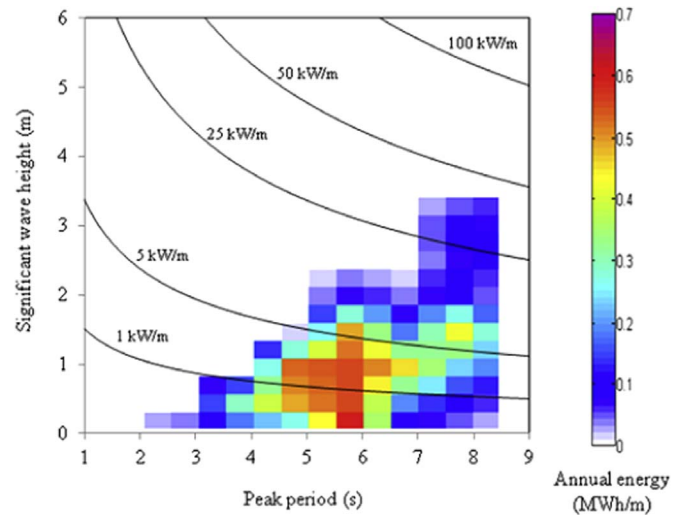 6
5
4
3
2
1
0
1 2 3 4 5 6 7 8 9
Significant wave height (m)
Peak period (s)
100 kW/m
50 kW/m
25 kW/m
5 kW/m
1 kW/m
0.7
0.6
0.5
0.4
0.3
0.2
0.1
0
Annual energy
(MWh/m)